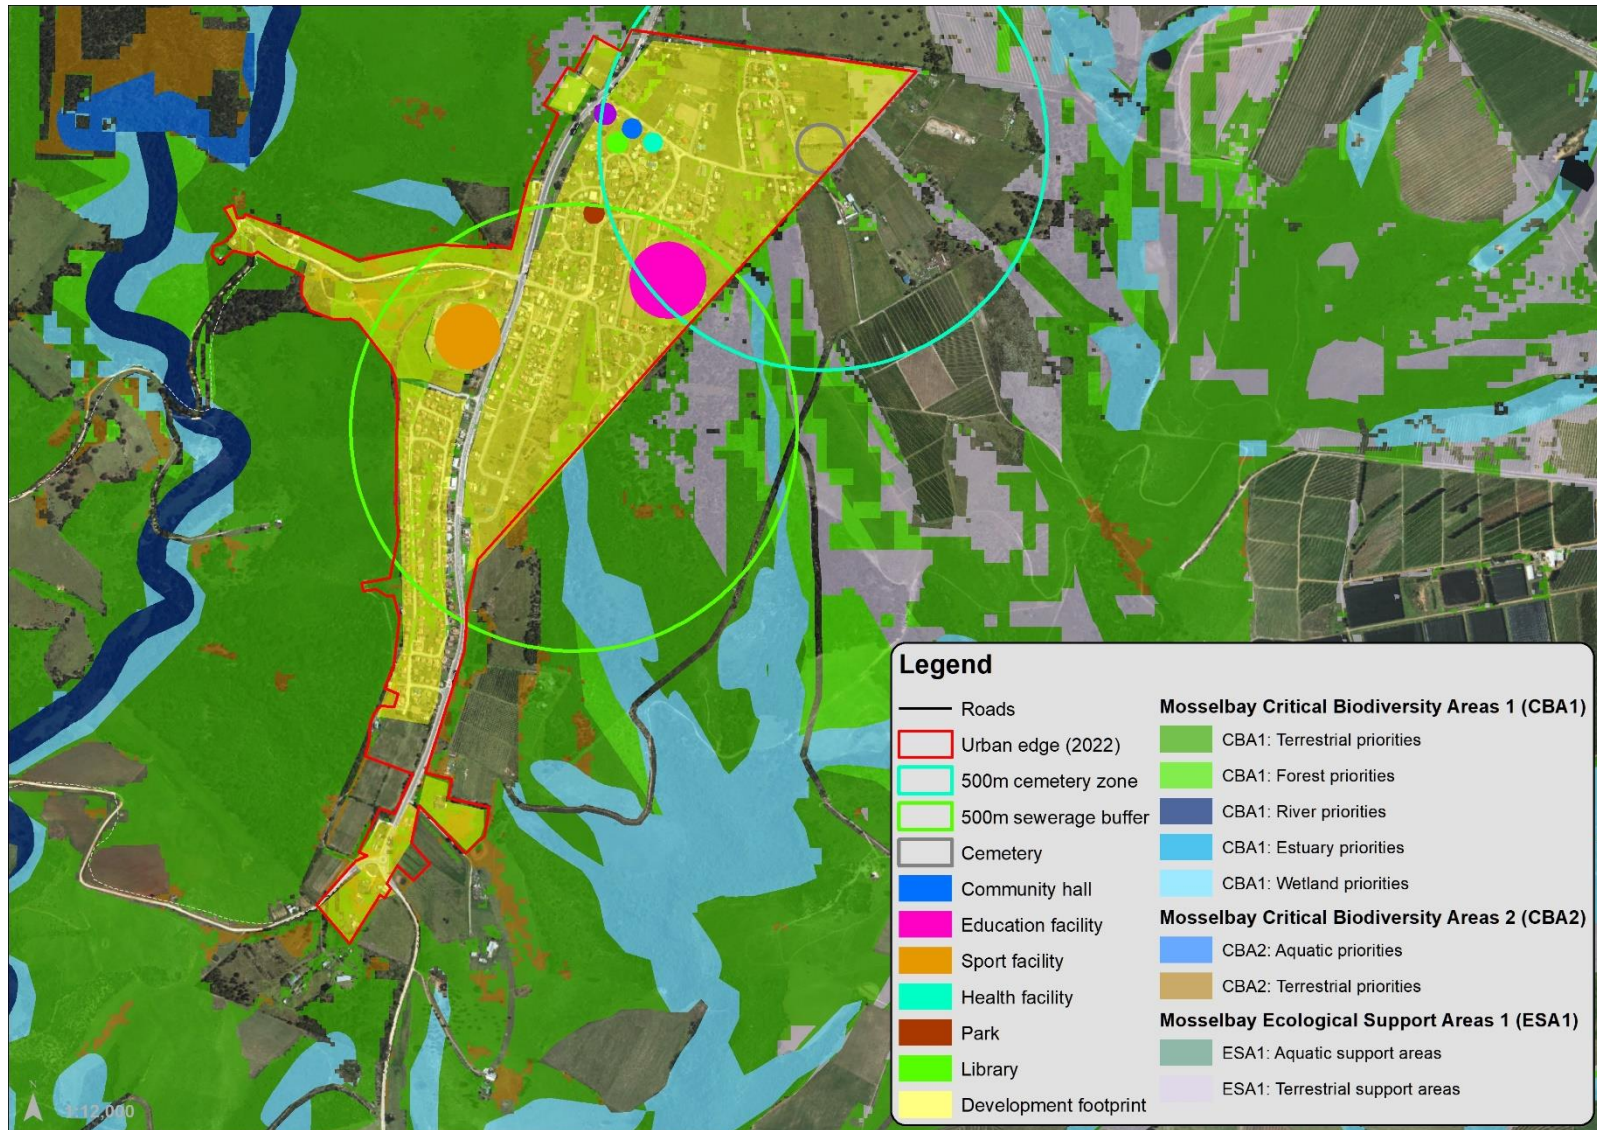 Legend
Roads
Urban edge (2022)
500m cemetery zone
500m sewerage buffer
Cemetery
Community hall
Education facility
Sport facility
Health facility
Park
Library
Development footprint
Mosselbay Critical Biodiversity Areas 1 (CBA1)
CBA1: Terrestrial priorities
CBA1: Forest priorities
CBA1: River priorities
CBA1: Estuary priorities
CBA1: Wetland priorities
Mosselbay Critical Biodiversity Areas 2 (CBA2)
CBA2: Aquatic priorities
CBA2: Terrestrial priorities
Mosselbay Ecological Support Areas 1 (ESA1)
ESA1: Aquatic support areas
ESA1: Terrestrial support areas
N
1:12,000